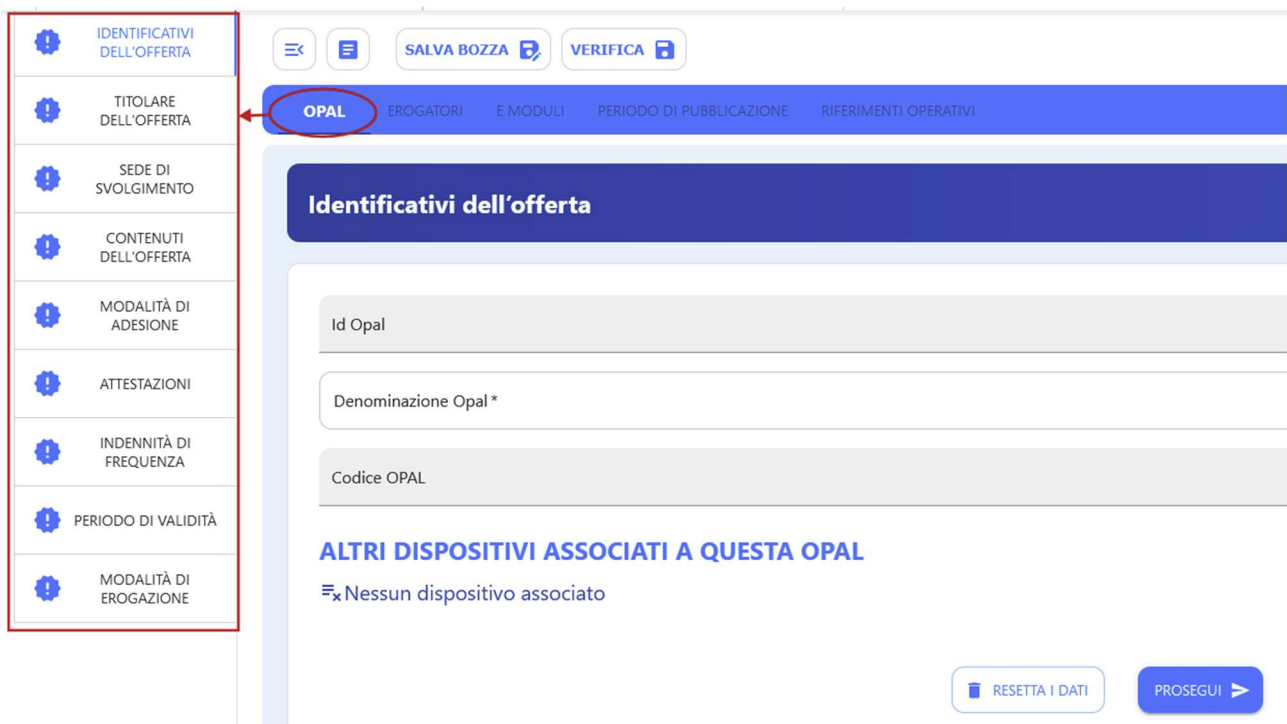 IDENTIFICATIVI
DELL'OFFERTA
TITOLARE
DELL'OFFERTA
SEDE DI
SVOLGIMENTO
CONTENUTI
DELL'OFFERTA
MODALITÀ DI
ADESIONE
ATTESTAZIONI
INDENNITÀ DI
FREQUENZA
PERIODO DI VALIDITÀ
MODALITÀ DI
EROGAZIONE
SALVA BOZZA VERIFICA
OPAL EROGATORI E MODULI PERIODO DI PUBBLICAZIONE RIFERIMENTI OPERATIVI
Identificativi dell'offerta
Id Opal
Denominazione Opal *
Codice OPAL
ALTRI DISPOSITIVI ASSOCIATI A QUESTA OPAL
Nessun dispositivo associato
RESETTA I DATI PROSEGUI